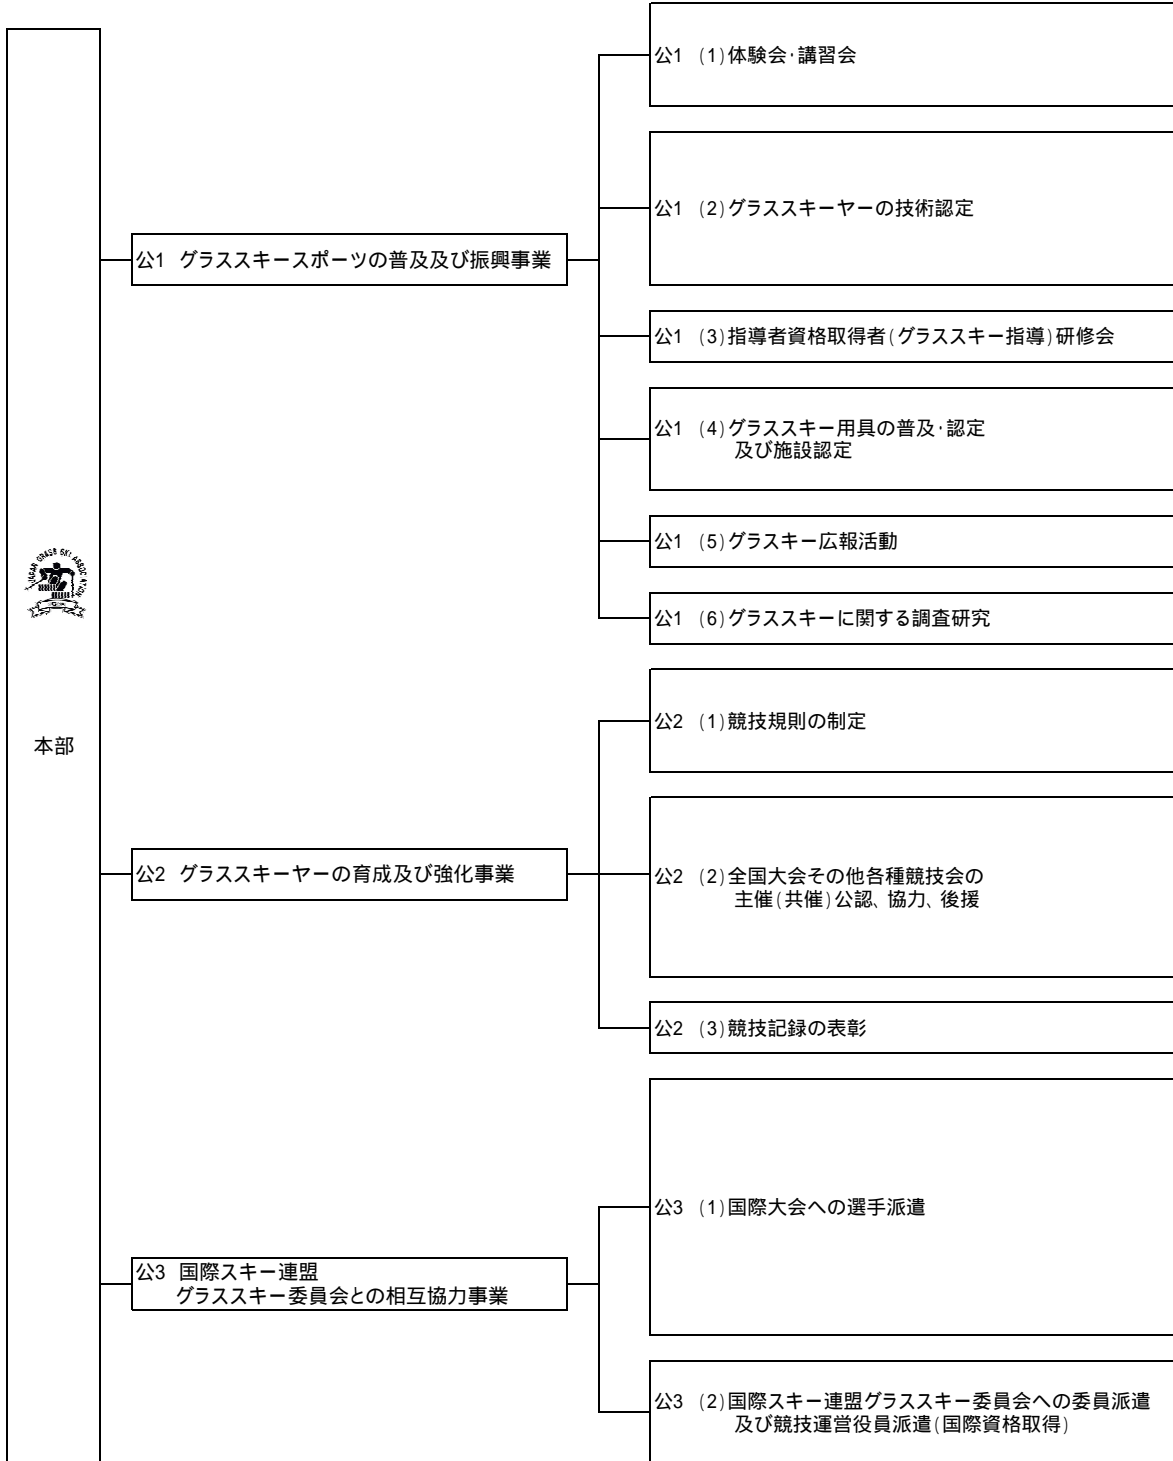 公1 (1)体験会・講習会
公1 (2)グラススキーヤーの技術認定
公1 グラススキースポーツの普及及び振興事業
公1 (3)指導者資格取得者(グラススキー指導)研修会
公1 (4)グラススキー用具の普及・認定
及び施設認定
公1 (5)グラスキー広報活動
公1 (6)グラススキーに関する調査研究
JAPAN GRASS SKI ASSOCIATION
本部
公2 (1)競技規則の制定
公2 グラススキーヤーの育成及び強化事業
公2 (2)全国大会その他各種競技会の
主催(共催)公認、協力、後援
公2 (3)競技記録の表彰
公3 (1)国際大会への選手派遣
公3 国際スキー連盟
グラススキー委員会との相互協力事業
公3 (2)国際スキー連盟グラススキー委員会への委員派遣
及び競技運営役員派遣(国際資格取得)